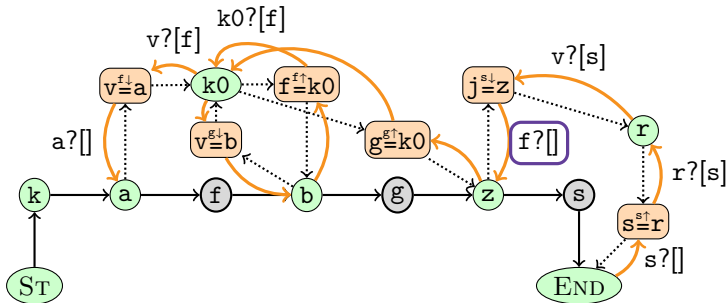 k0?[f]
v?[f]
v?[s]
v=f↓a
k0
f=f↑k0
j=s↓z
r
a?[]
v=g↓b
g=g↑k0
f?[]
r?[s]
k
a
f
b
g
z
s
s=s↑r
s?[]
ST
END